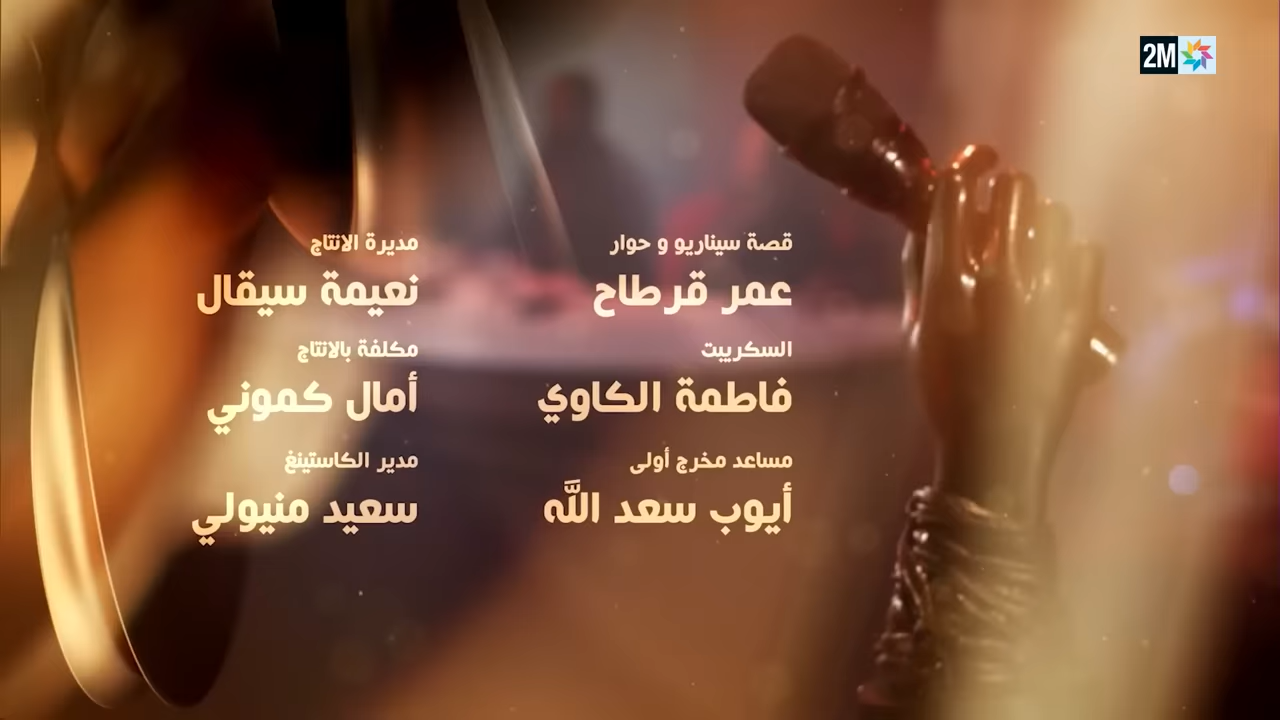 2M
قصة سيناريو و حوار
عمر قرطاح
السكريبت
فاطمة الكاوي
مساعد مخرج أولى
أيوب سعد اللَّه
مديرة الانتاج
نعيمة سيقال
مكلفة بالانتاج
أمال كموني
مدير الكاستينغ
سعيد منيولي